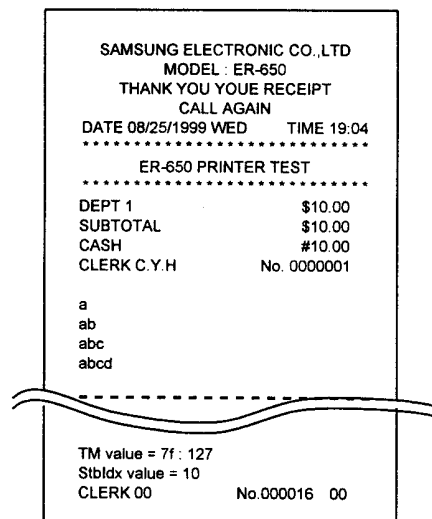 SAMSUNG ELECTRONIC CO.,LTD
MODEL : ER-650
THANK YOU YOUE RECEIPT
CALL AGAIN
DATE 08/25/1999 WED TIME 19:04
* * * * * * * * * * * * * * * * * * * * * * * * * * * * * *
ER-650 PRINTER TEST
* * * * * * * * * * * * * * * * * * * * * * * * * * * * * *
DEPT 1 $10.00
SUBTOTAL $10.00
CASH #10.00
CLERK C.Y.H No. 0000001
a
ab
abc
abcd
TM value = 7f : 127
StbIdx value = 10
CLERK 00 No.000016 00